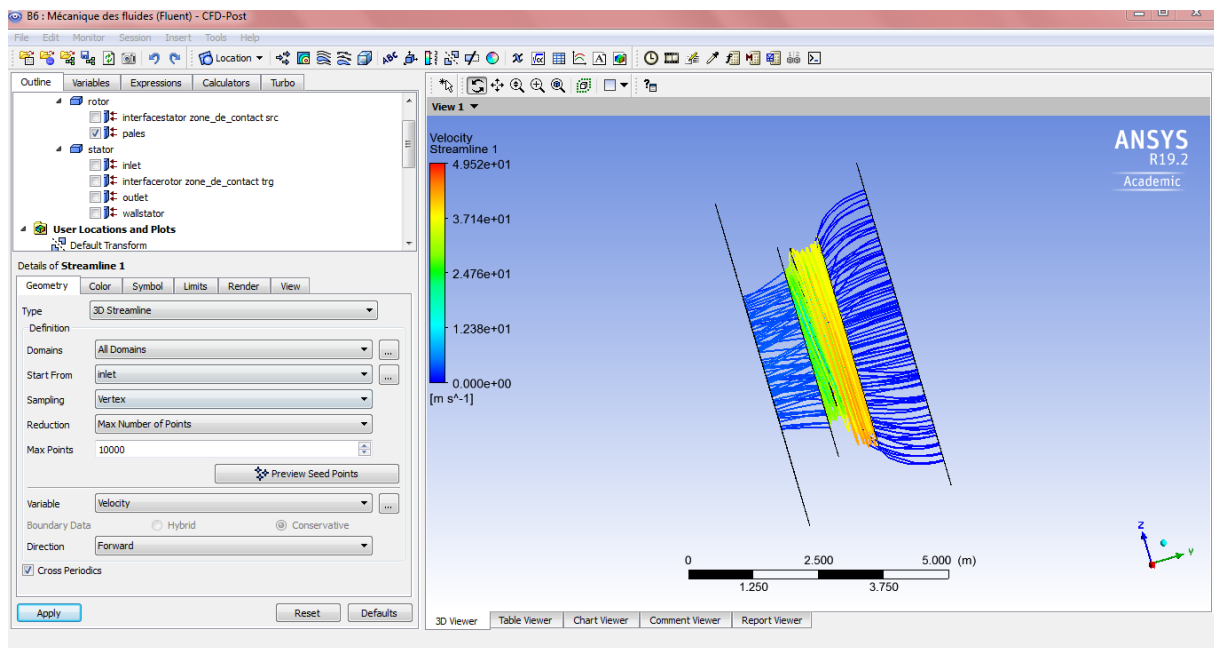 B6 : Mécanique des fluides (Fluent) - CFD-Post
File Edit Monitor Session Insert Tools Help
Location
Outline Variables Expressions Calculators Turbo
rotor
interfacestator zone_de_contact src
pales
stator
inlet
interfacerotor zone_de_contact trg
outlet
wallstator
User Locations and Plots
Default Transform
Details of Streamline 1
Geometry Color Symbol Limits Render View
Type 3D Streamline
Definition
Domains All Domains ...
Start From inlet ...
Sampling Vertex
Reduction Max Number of Points
Max Points 10000
Preview Seed Points
Variable Velocity ...
Boundary Data Hybrid Conservative
Direction Forward
Cross Periodics
Apply Reset Defaults
View 1
Velocity
Streamline 1
4.952e+01
3.714e+01
2.476e+01
1.238e+01
0.000e+00
[m s^-1]
ANSYS
R19.2
Academic
Z
Y
0 2.500 5.000 (m)
1.250 3.750
3D Viewer Table Viewer Chart Viewer Comment Viewer Report Viewer